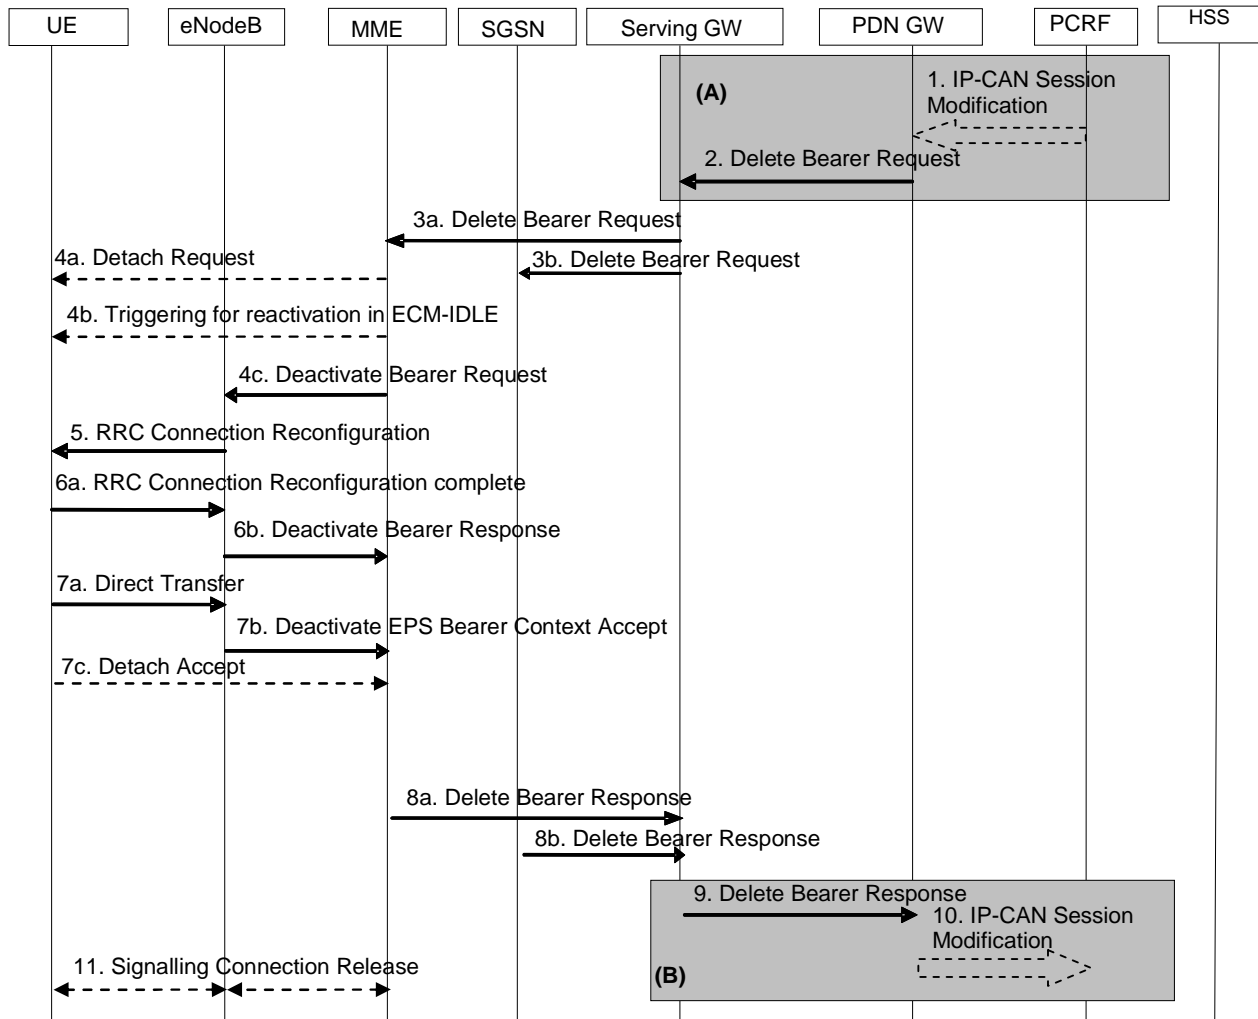 UE
eNodeB
MME
SGSN
Serving GW
PDN GW
PCRF
HSS
(A)
1. IP-CAN Session
Modification
2. Delete Bearer Request
3a. Delete Bearer Request
4a. Detach Request
3b. Delete Bearer Request
4b. Triggering for reactivation in ECM-IDLE
4c. Deactivate Bearer Request
5. RRC Connection Reconfiguration
6a. RRC Connection Reconfiguration complete
6b. Deactivate Bearer Response
7a. Direct Transfer
7b. Deactivate EPS Bearer Context Accept
7c. Detach Accept
8a. Delete Bearer Response
8b. Delete Bearer Response
9. Delete Bearer Response
10. IP-CAN Session
Modification
11. Signalling Connection Release
(B)